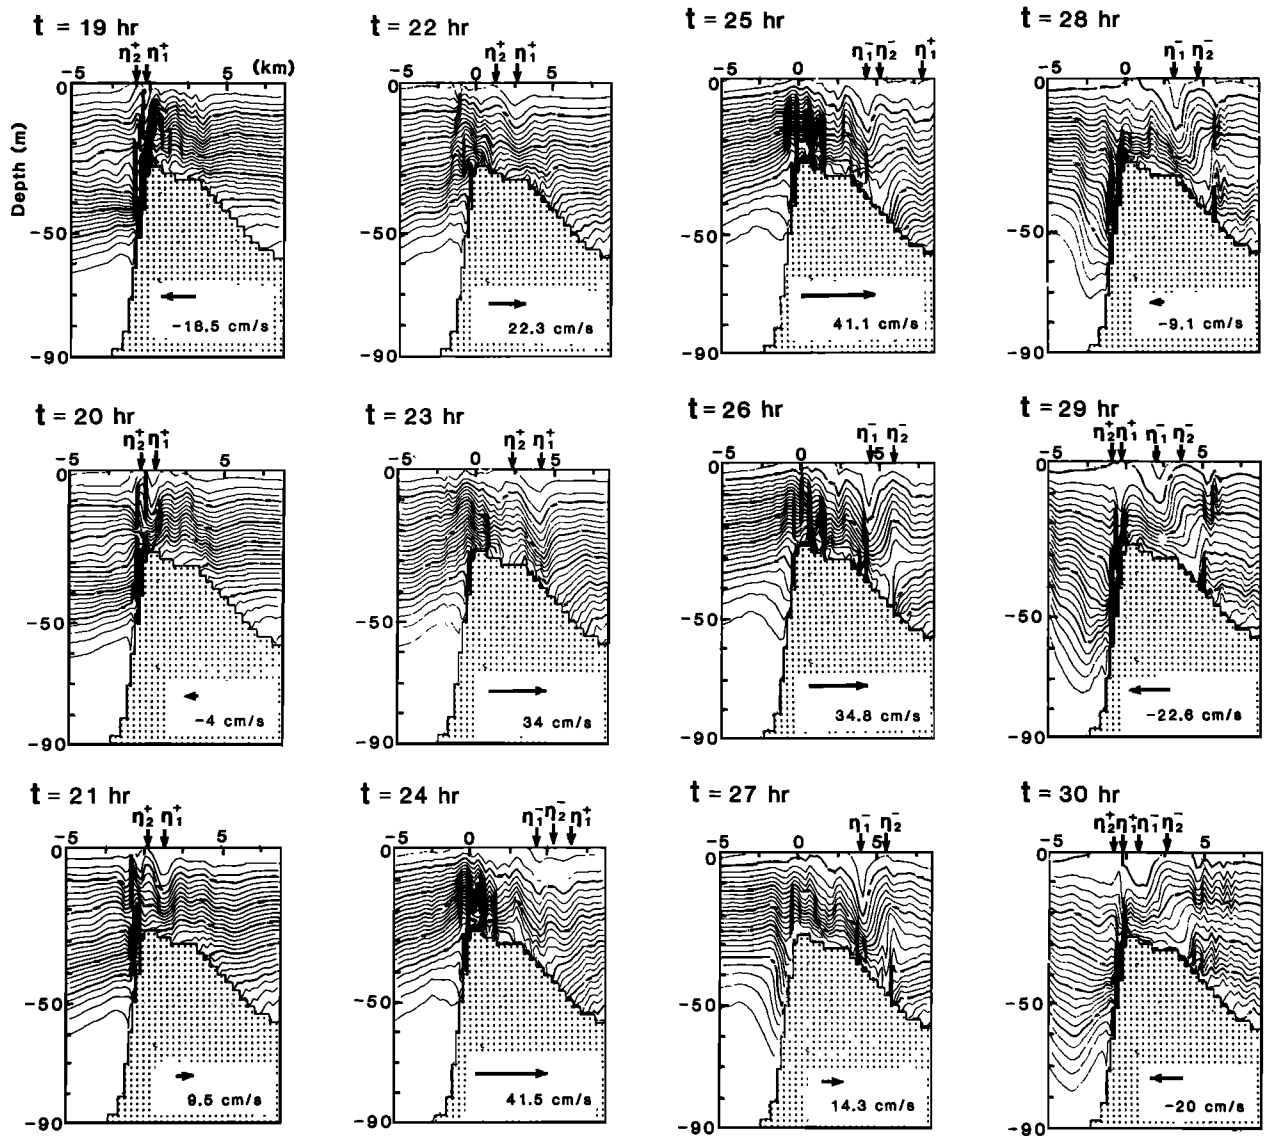 t = 19 hr
η₂⁺ η₁⁺
-5 5 (km)
0
-50
-90
Depth (m)
-18.5 cm/s
t = 22 hr
η₂⁺ η₁⁺
-5 0 5
0
-50
-90
22.3 cm/s
t = 25 hr
η₁⁻ η₂⁻ η₁⁺
-5 0
0
-50
-90
41.1 cm/s
t = 28 hr
η₁⁻ η₂⁻
-5 0 5
0
-50
-90
-9.1 cm/s
t = 20 hr
η₂⁺ η₁⁺
-5 5
0
-50
-90
-4 cm/s
t = 23 hr
η₂⁺ η₁⁺
-5 0 5
0
-50
-90
34 cm/s
t = 26 hr
η₁⁻ η₂⁻
-5 0 5
0
-50
-90
34.8 cm/s
t = 29 hr
η₂⁺ η₁⁺ η₁⁻ η₂⁻
-5 5
0
-50
-90
-22.6 cm/s
t = 21 hr
η₂⁺ η₁⁺
-5 5
0
-50
-90
9.5 cm/s
t = 24 hr
η₁⁻ η₂⁻ η₁⁺
-5 0 5
0
-50
-90
41.5 cm/s
t = 27 hr
η₁⁻ η₂⁻
-5 0 5
0
-50
-90
14.3 cm/s
t = 30 hr
η₂⁺ η₁⁺ η₁⁻ η₂⁻
-5 5
0
-50
-90
-20 cm/s